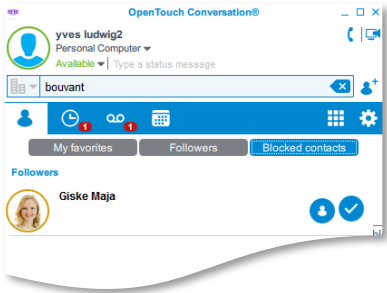 OpenTouch Conversation®
yves ludwig2
Personal Computer
Available | Type a status message
bouvant
1 1
My favorites Followers Blocked contacts
Followers
Giske Maja